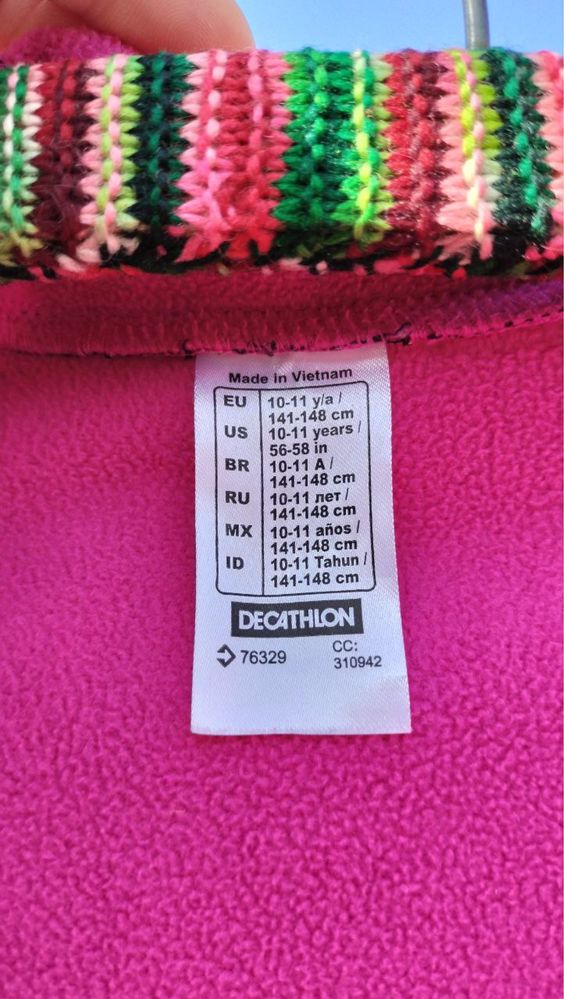 Made in Vietnam
EU 10-11 y/a /
141-148 cm
US 10-11 years /
56-58 in
BR 10-11 A /
141-148 cm
RU 10-11 лет /
141-148 cm
MX 10-11 años /
141-148 cm
ID 10-11 Tahun /
141-148 cm
DECATHLON
76329 CC:
310942